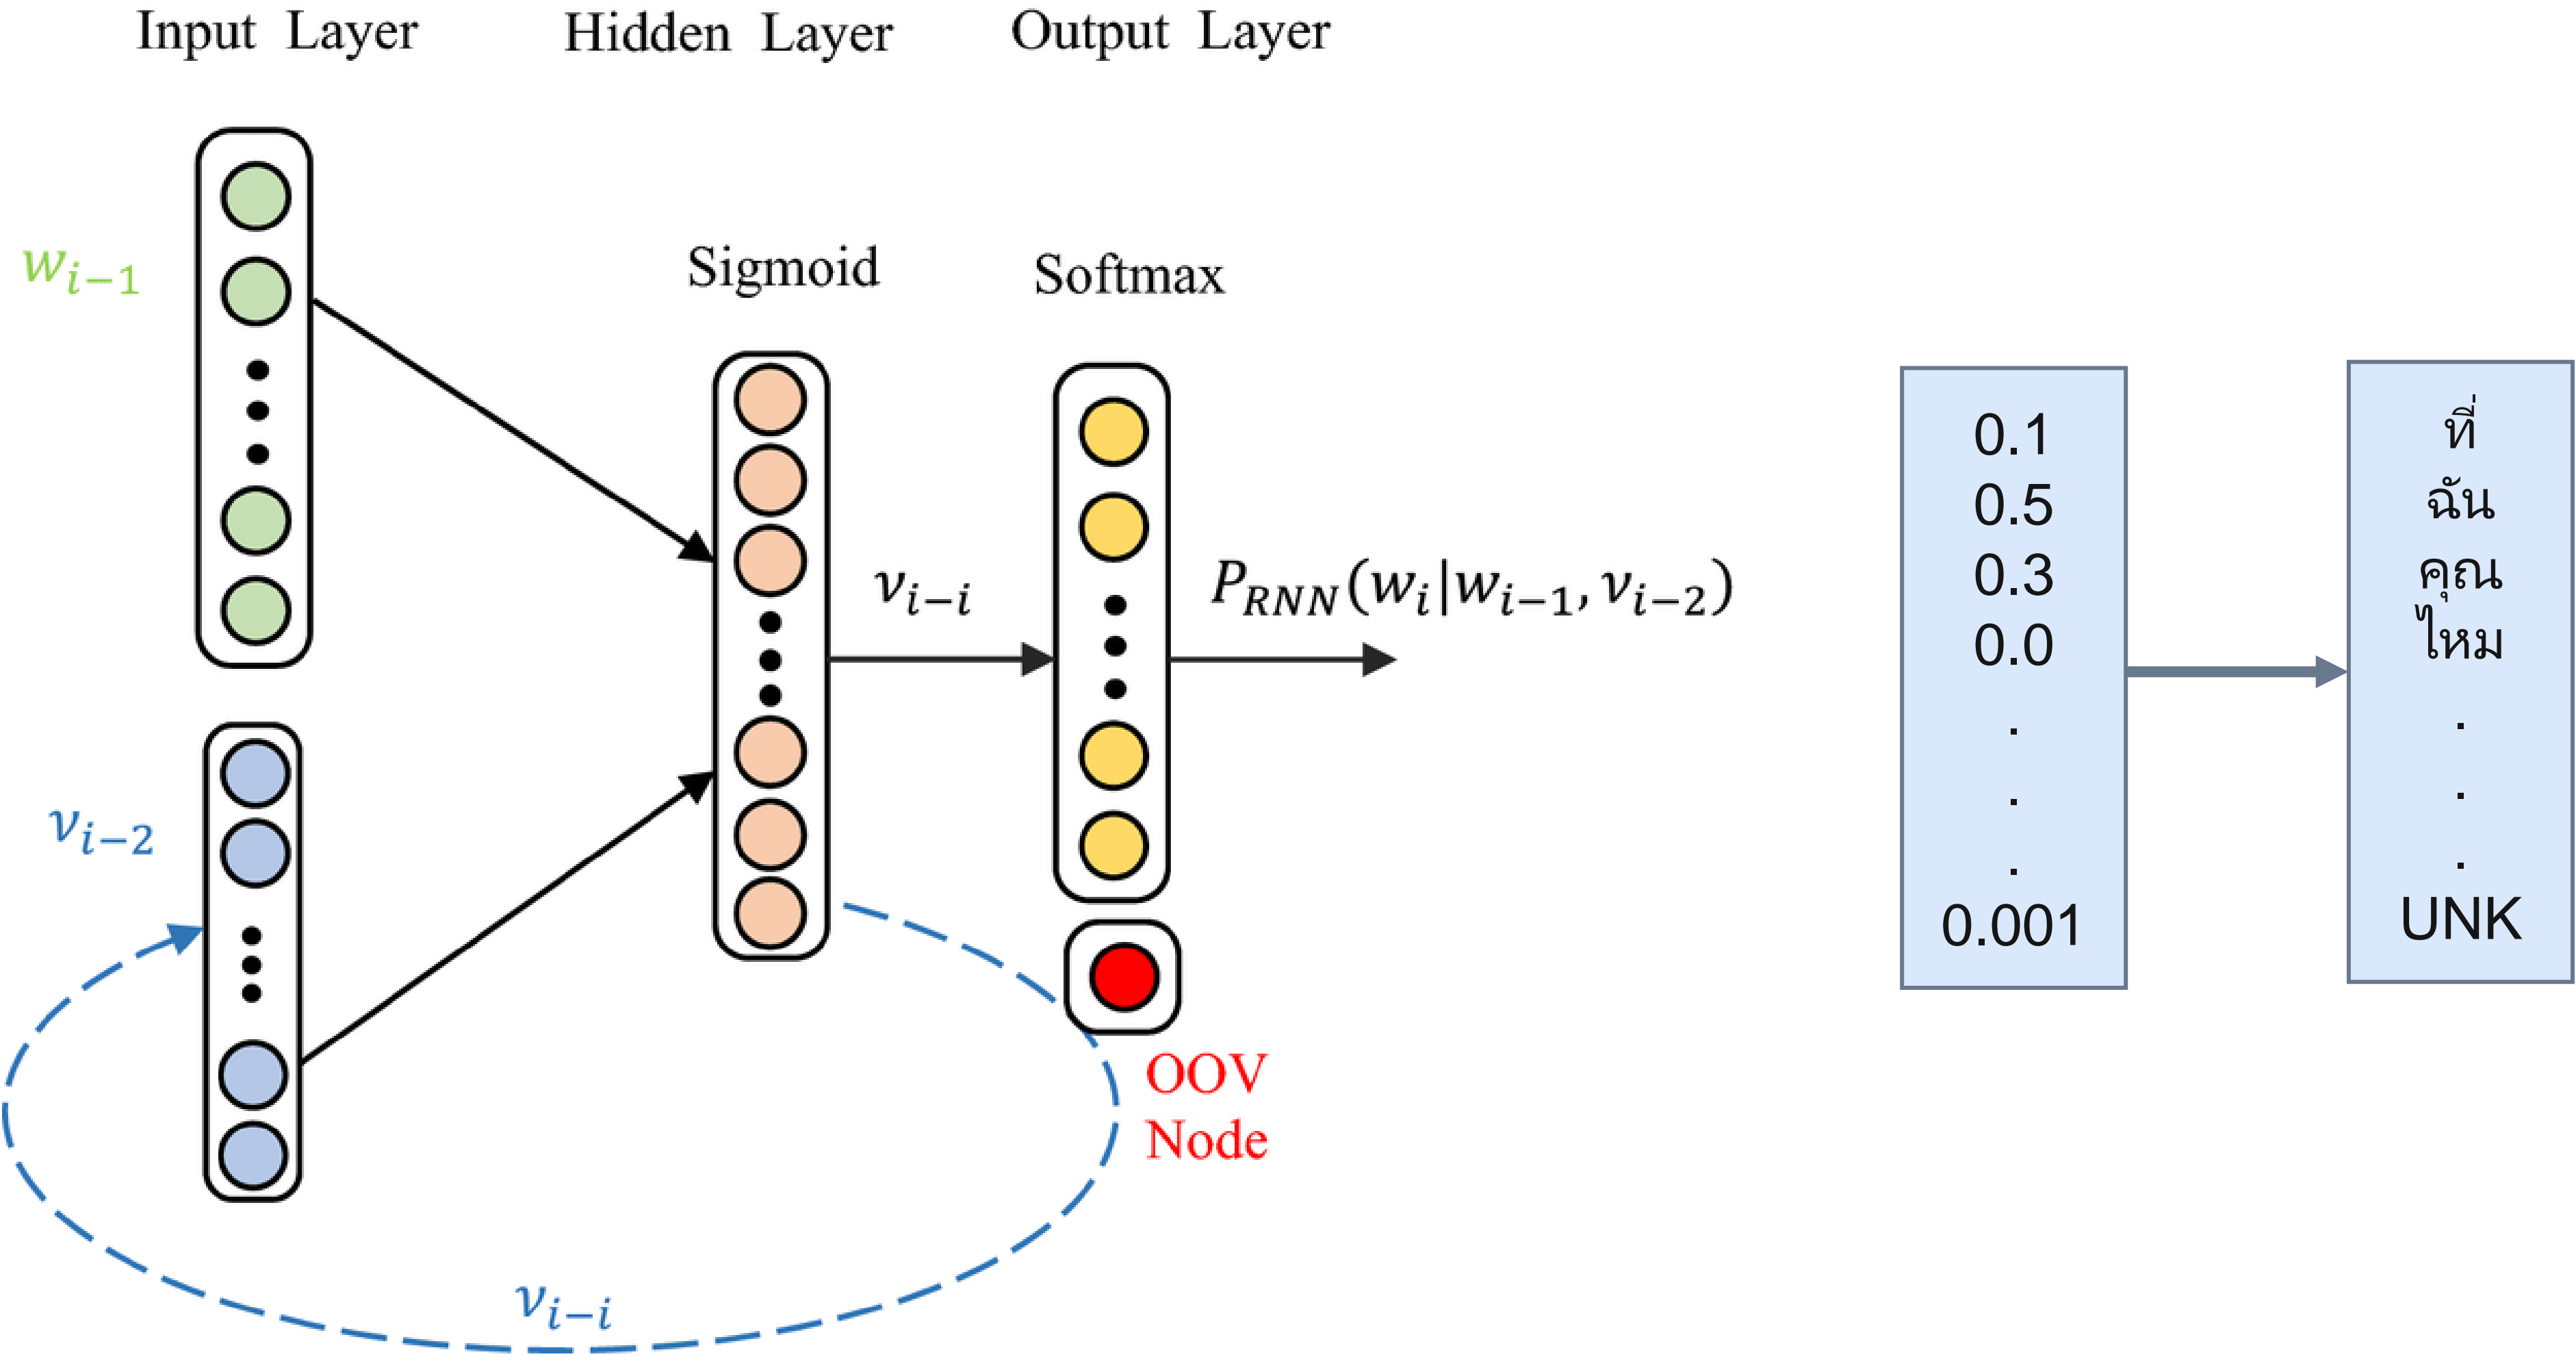 Input Layer
Hidden Layer
Output Layer
w_{i−1}
Sigmoid
Softmax
v_{i−i}
P_{RNN}(w_i|w_{i−1}, v_{i−2})
v_{i−2}
OOV
Node
v_{i−i}
0.1
0.5
0.3
0.0
.
.
.
0.001
ที่
ฉัน
คุณ
ไหม
.
.
.
UNK